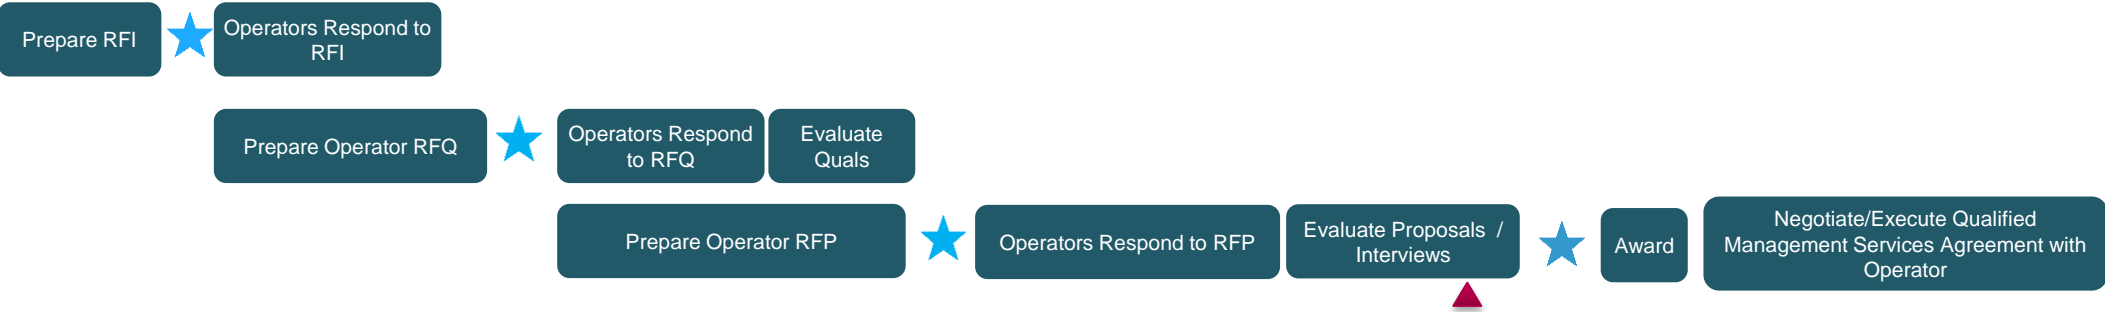 Prepare RFI
Operators Respond to
RFI
Prepare Operator RFQ
Operators Respond
to RFQ
Evaluate
Quals
Prepare Operator RFP
Operators Respond to RFP
Evaluate Proposals /
Interviews
Award
Negotiate/Execute Qualified
Management Services Agreement with
Operator